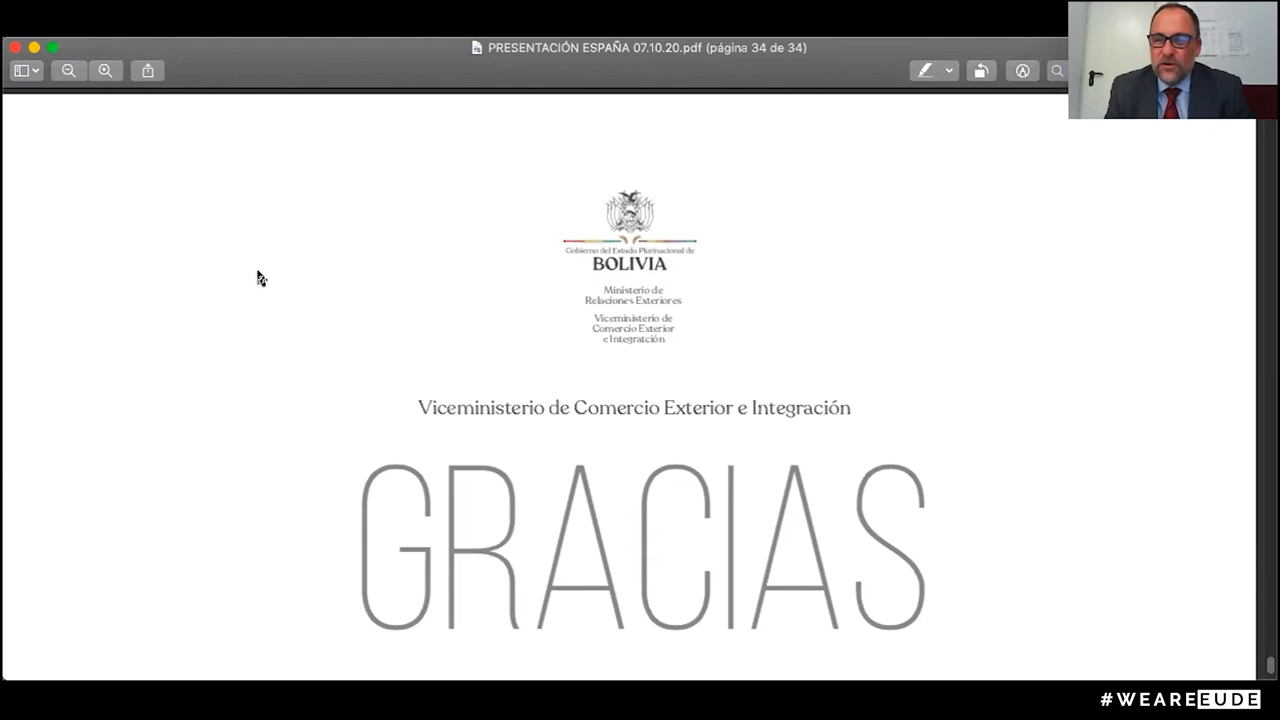 PRESENTACIÓN ESPAÑA 07.10.20.pdf (página 34 de 34)
Gobierno del Estado Plurinacional de
BOLIVIA
Ministerio de
Relaciones Exteriores
Viceministerio de
Comercio Exterior
e Integratción
Viceministerio de Comercio Exterior e Integración
GRACIAS
#WEAREEUDE